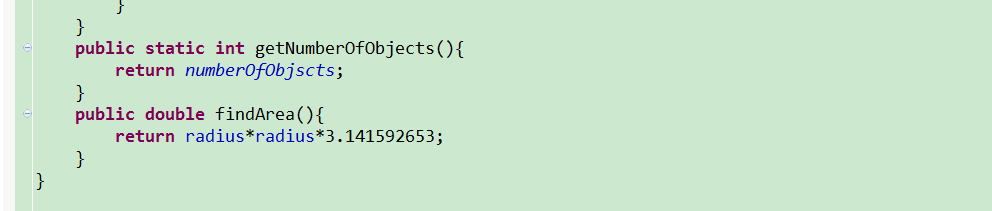 }
}
public static int getNumberOfObjects(){
return numberOfObjscts;
}
public double findArea(){
return radius*radius*3.141592653;
}
}